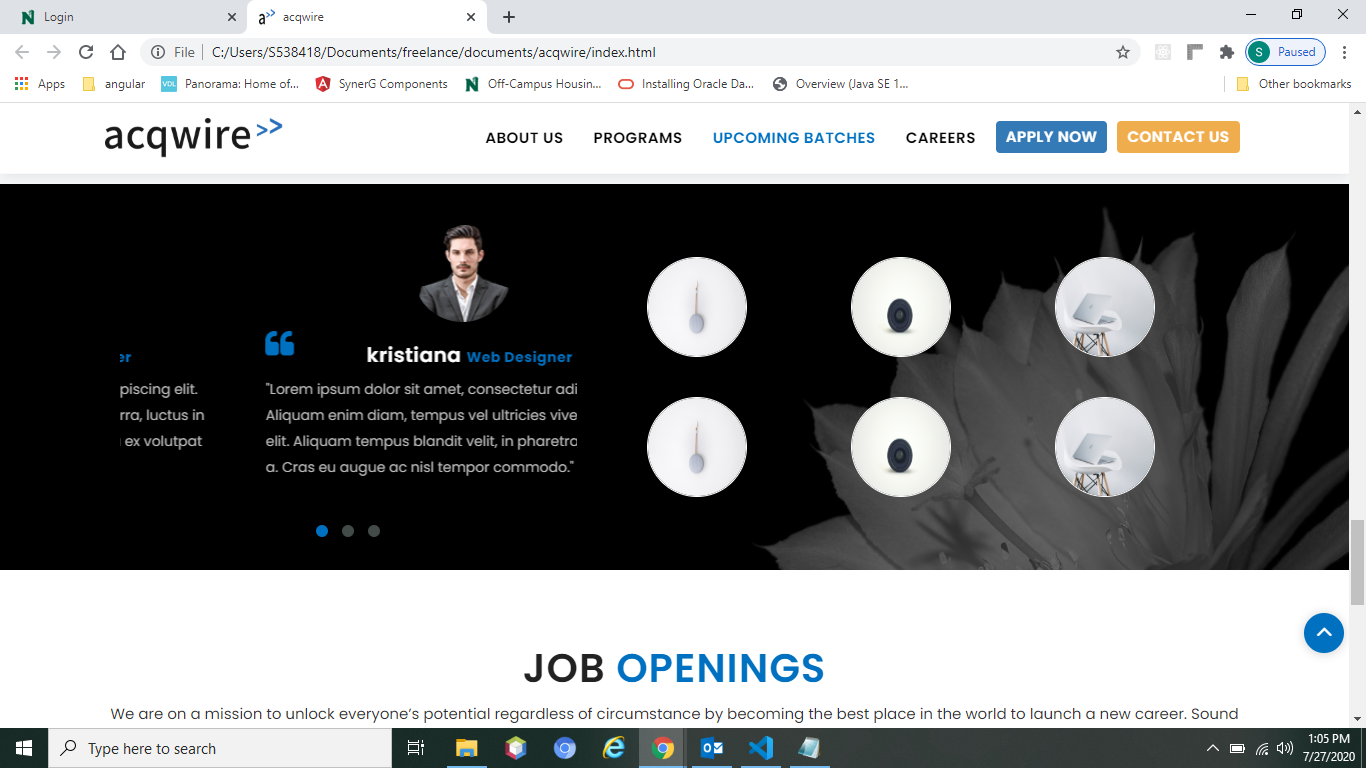 Login
acqwire
File
C:/Users/S538418/Documents/freelance/documents/acqwire/index.html
S Paused
Apps
angular
VDL Panorama: Home of...
SynerG Components
Off-Campus Housin...
Installing Oracle Da...
Overview (Java SE 1...
Other bookmarks
acqwire >>
ABOUT US
PROGRAMS
UPCOMING BATCHES
CAREERS
APPLY NOW
CONTACT US
er
piscing elit.
rra, luctus in
ex volutpat
kristiana Web Designer
"Lorem ipsum dolor sit amet, consectetur adi
Aliquam enim diam, tempus vel ultricies vive
elit. Aliquam tempus blandit velit, in pharetra
a. Cras eu augue ac nisl tempor commodo."
JOB OPENINGS
We are on a mission to unlock everyone’s potential regardless of circumstance by becoming the best place in the world to launch a new career. Sound
Type here to search
1:05 PM
7/27/2020